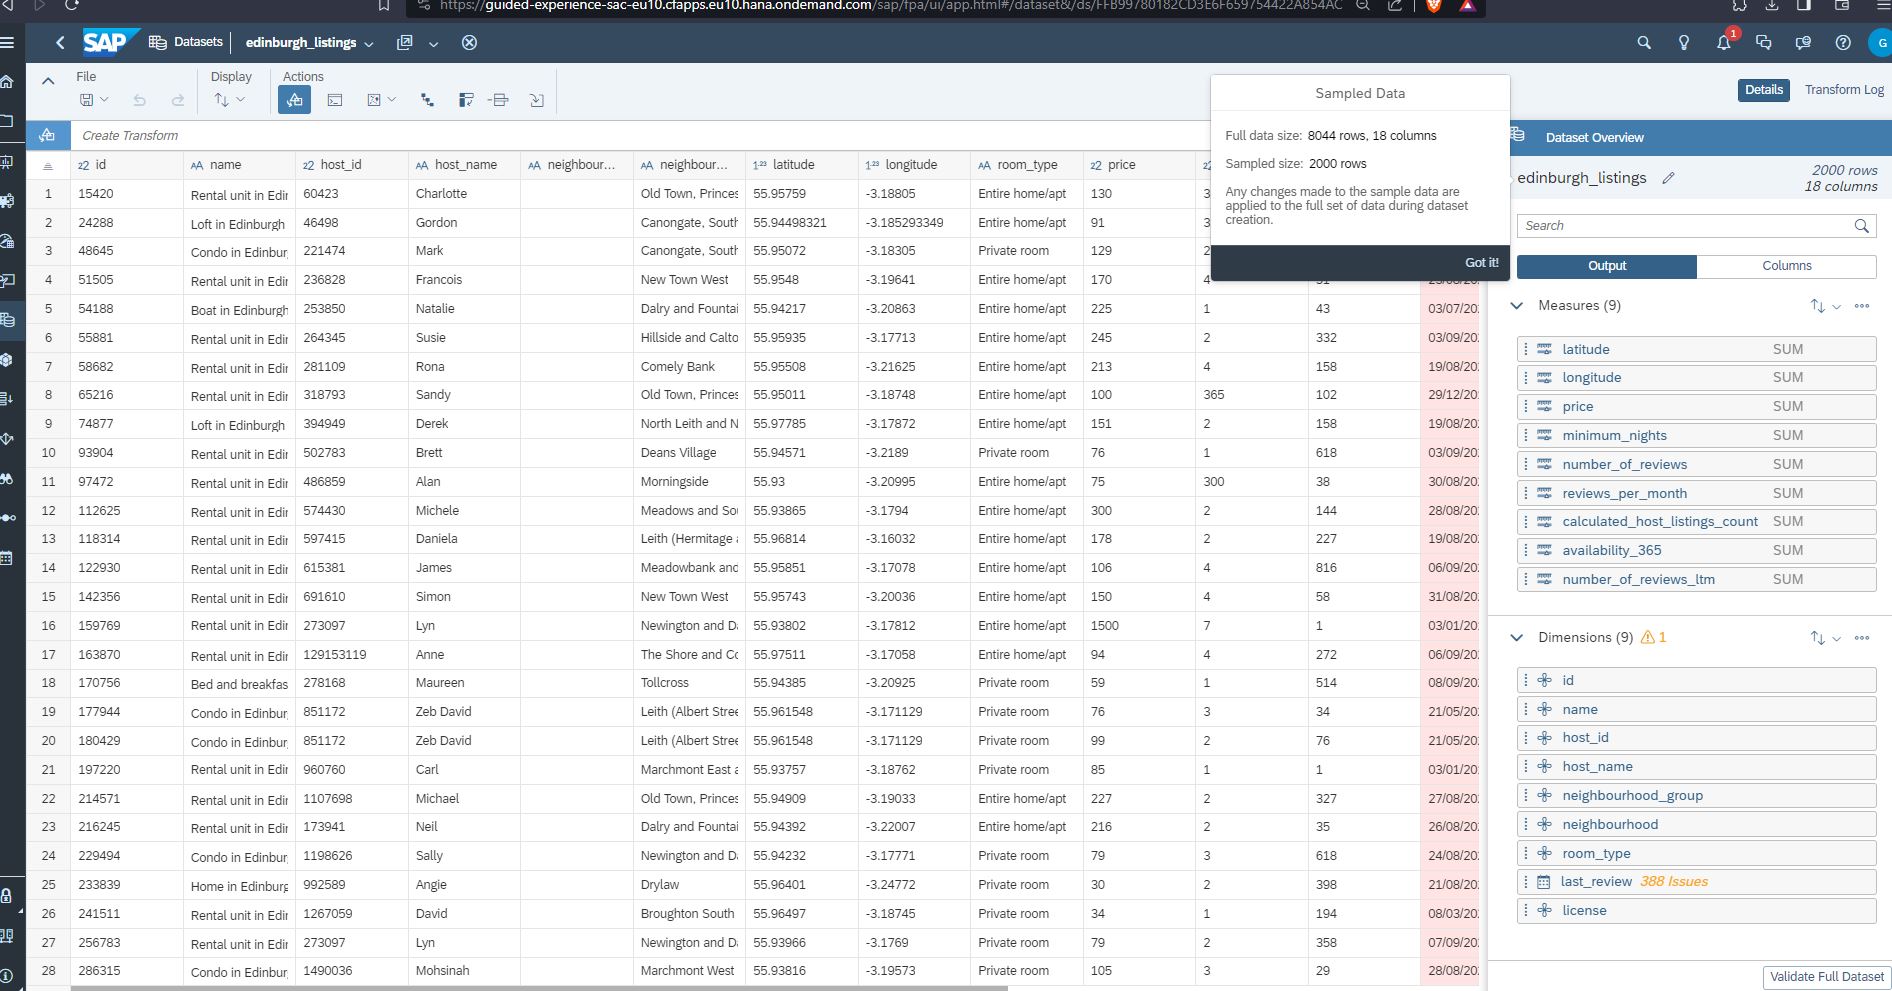 https://guided-experience-sac-eu10.cfapps.eu10.hana.ondemand.com/sap/fpa/ui/app.html#/dataset&/ds/FFB99780182CD3E6F659754422A854AC
SAP Datasets edinburgh_listings 1 G
File Display Actions
Details Transform Log
Create Transform
Sampled Data
Full data size: 8044 rows, 18 columns
Sampled size: 2000 rows
Any changes made to the sample data are
applied to the full set of data during dataset
creation.
Got it!
id name host_id host_name neighbour... neighbour... latitude longitude room_type price
1 15420 Rental unit in Edir 60423 Charlotte Old Town, Princes 55.95759 -3.18805 Entire home/apt 130 3
2 24288 Loft in Edinburgh 46498 Gordon Canongate, South 55.94498321 -3.185293349 Entire home/apt 91 3
3 48645 Condo in Edinbur 221474 Mark Canongate, South 55.95072 -3.18305 Private room 129 2
4 51505 Rental unit in Edir 236828 Francois New Town West 55.9548 -3.19641 Entire home/apt 170 4
5 54188 Boat in Edinburgh 253850 Natalie Dalry and Fountai 55.94217 -3.20863 Entire home/apt 225 1 43 03/07/20
6 55881 Rental unit in Edir 264345 Susie Hillside and Calto 55.95935 -3.17713 Entire home/apt 245 2 332 03/09/20
7 58682 Rental unit in Edir 281109 Rona Comely Bank 55.95508 -3.21625 Entire home/apt 213 4 158 19/08/20
8 65216 Rental unit in Edir 318793 Sandy Old Town, Princes 55.95011 -3.18748 Entire home/apt 100 365 102 29/12/20
9 74877 Loft in Edinburgh 394949 Derek North Leith and N 55.97785 -3.17872 Entire home/apt 151 2 158 19/08/20
10 93904 Rental unit in Edir 502783 Brett Deans Village 55.94571 -3.2189 Private room 76 1 618 03/09/20
11 97472 Rental unit in Edir 486859 Alan Morningside 55.93 -3.20995 Entire home/apt 75 300 38 30/08/20
12 112625 Rental unit in Edir 574430 Michele Meadows and Sou 55.93865 -3.1794 Entire home/apt 300 2 144 28/08/20
13 118314 Rental unit in Edir 597415 Daniela Leith (Hermitage 55.96814 -3.16032 Entire home/apt 178 2 227 19/08/20
14 122930 Rental unit in Edir 615381 James Meadowbank and 55.95851 -3.17078 Entire home/apt 106 4 816 06/09/20
15 142356 Rental unit in Edir 691610 Simon New Town West 55.95743 -3.20036 Entire home/apt 150 4 58 31/08/20
16 159769 Rental unit in Edir 273097 Lyn Newington and Da 55.93802 -3.17812 Entire home/apt 1500 7 1 03/01/20
17 163870 Rental unit in Edir 129153119 Anne The Shore and Co 55.97511 -3.17058 Entire home/apt 94 4 272 06/09/20
18 170756 Bed and breakfas 278168 Maureen Tollcross 55.94385 -3.20925 Private room 59 1 514 08/09/20
19 177944 Condo in Edinbur 851172 Zeb David Leith (Albert Stree 55.961548 -3.171129 Private room 76 3 34 21/05/20
20 180429 Condo in Edinbur 851172 Zeb David Leith (Albert Stree 55.961548 -3.171129 Private room 99 2 76 21/05/20
21 197220 Rental unit in Edir 960760 Carl Marchmont East a 55.93757 -3.18762 Private room 85 1 1 03/01/20
22 214571 Rental unit in Edir 1107698 Michael Old Town, Princes 55.94909 -3.19033 Entire home/apt 227 2 327 27/08/20
23 216245 Rental unit in Edir 173941 Neil Dalry and Fountai 55.94392 -3.22007 Entire home/apt 216 2 35 26/08/20
24 229494 Condo in Edinbur 1198626 Sally Newington and Da 55.94232 -3.17771 Private room 79 3 618 24/08/20
25 233839 Home in Edinburg 992589 Angie Drylaw 55.96401 -3.24772 Private room 30 2 398 21/08/20
26 241511 Rental unit in Edir 1267059 David Broughton South 55.96497 -3.18745 Private room 34 1 194 08/03/20
27 256783 Rental unit in Edir 273097 Lyn Newington and Da 55.93966 -3.1769 Private room 79 2 358 07/09/20
28 286315 Condo in Edinbur 1490036 Mohsinah Marchmont West 55.93816 -3.19573 Private room 105 3 29 28/08/20
Dataset Overview
edinburgh_listings
2000 rows
18 columns
Search
Output Columns
Measures (9)
latitude SUM
longitude SUM
price SUM
minimum_nights SUM
number_of_reviews SUM
reviews_per_month SUM
calculated_host_listings_count SUM
availability_365 SUM
number_of_reviews_ltm SUM
Dimensions (9) 1
id
name
host_id
host_name
neighbourhood_group
neighbourhood
room_type
last_review 388 Issues
license
Validate Full Dataset